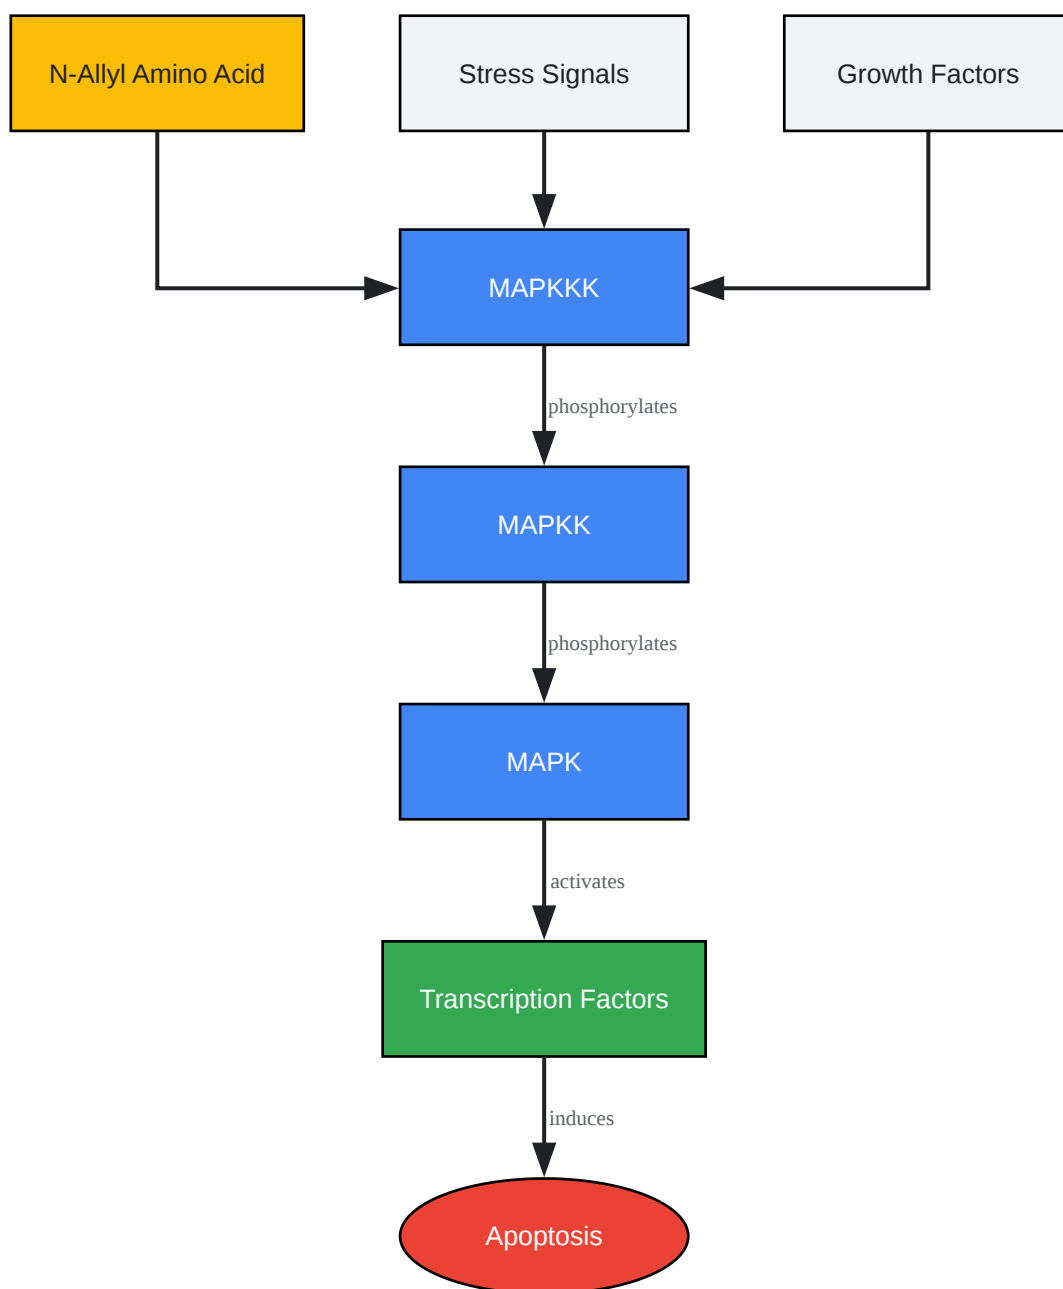 N-Allyl Amino Acid
Stress Signals
Growth Factors
MAPKKK
phosphorylates
MAPKK
phosphorylates
MAPK
activates
Transcription Factors
induces
Apoptosis